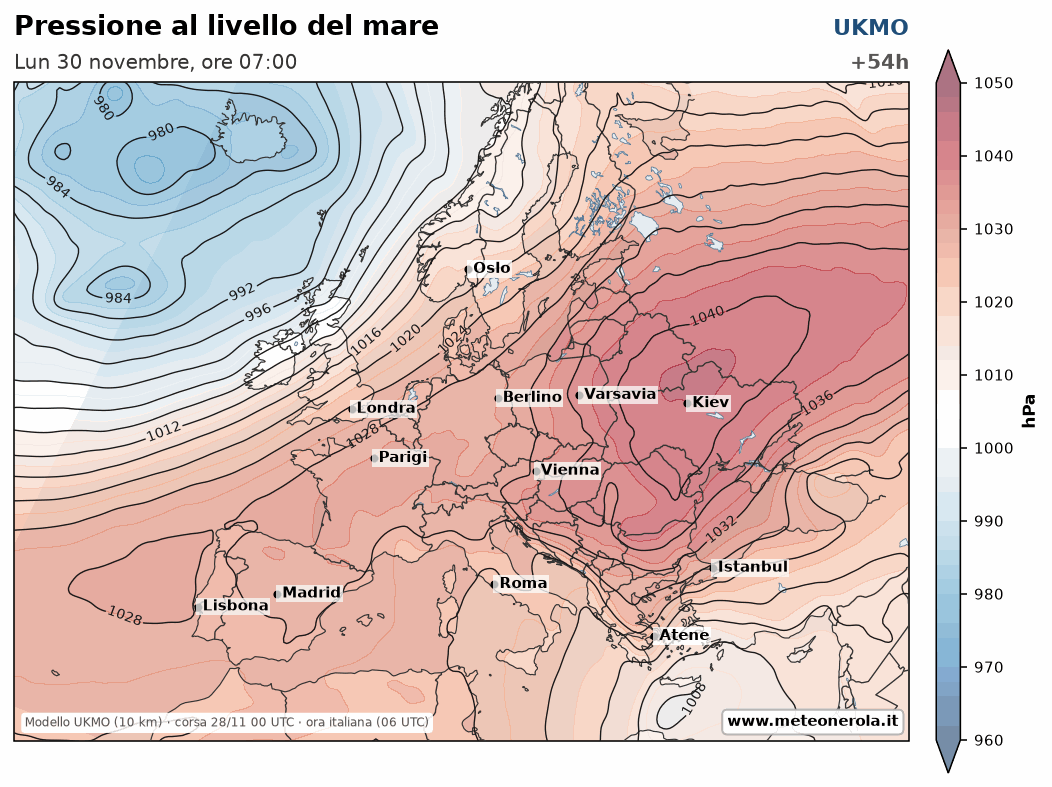 Pressione al livello del mare
UKMO
Lun 30 novembre, ore 07:00
+54h
980
980
984
984
992
996
1016
1020
1024
1012
1028
1040
1036
1032
1028
1008
1016
Oslo
Londra
Berlino
Varsavia
Kiev
Parigi
Vienna
Istanbul
Roma
Madrid
Lisbona
Atene
Modello UKMO (10 km) · corsa 28/11 00 UTC · ora italiana (06 UTC)
www.meteonerola.it
1050
1040
1030
1020
1010
1000
990
980
970
960
hPa